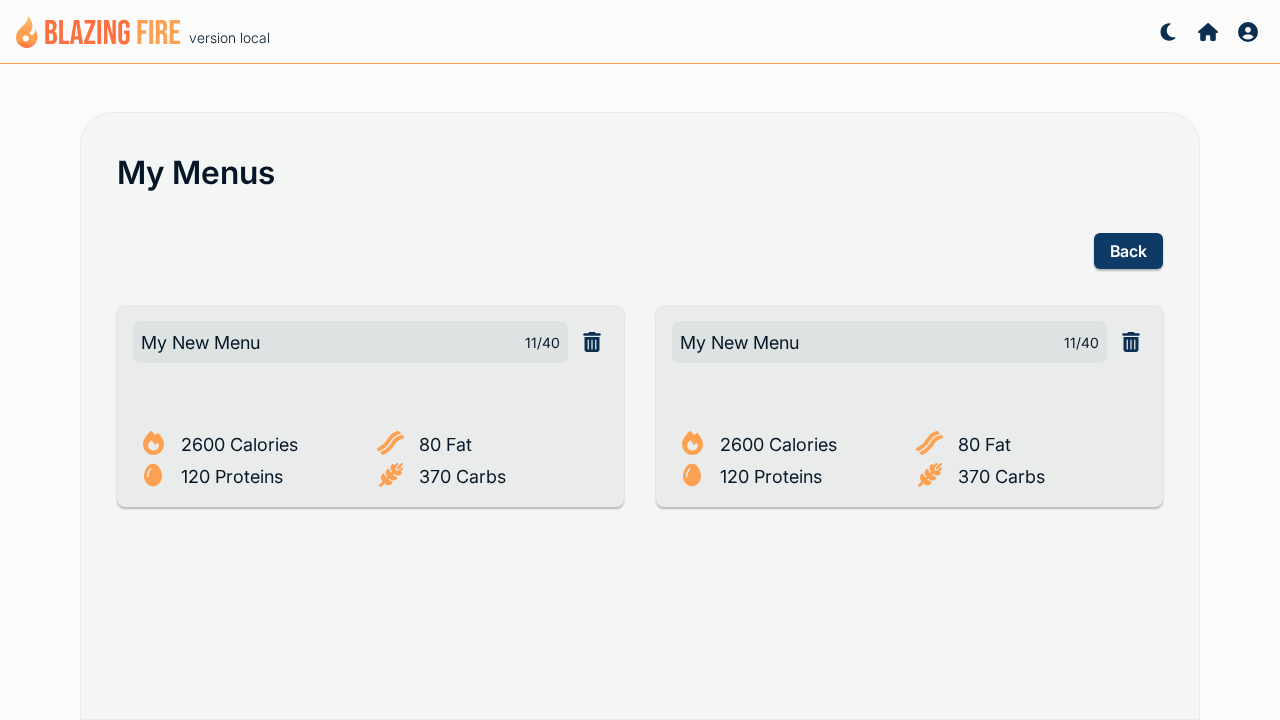 BLAZING FIRE version local
My Menus
Back
My New Menu 11/40
2600 Calories 80 Fat
120 Proteins 370 Carbs
My New Menu 11/40
2600 Calories 80 Fat
120 Proteins 370 Carbs